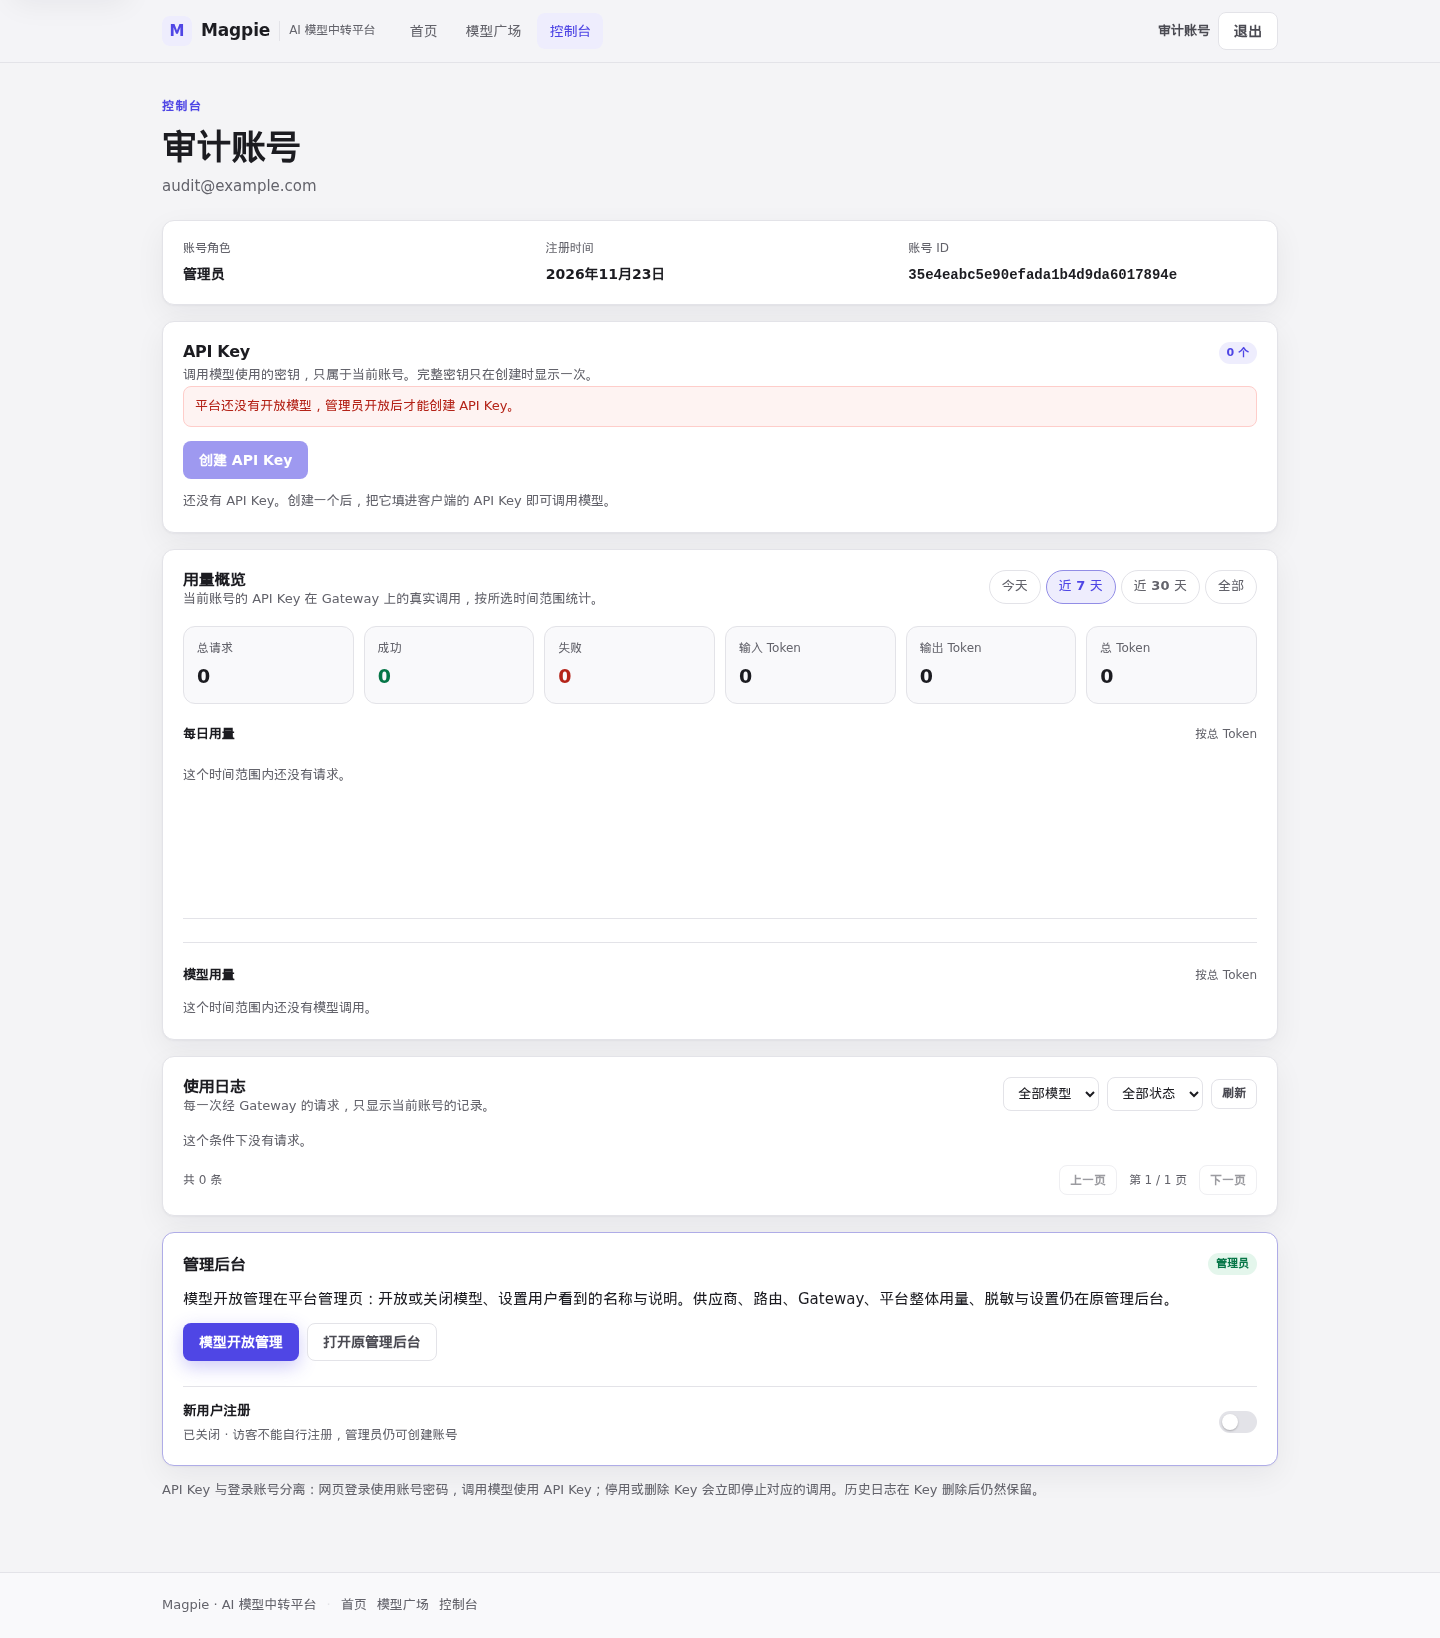 M Magpie AI 模型中转平台 首页 模型广场 控制台 审计账号 退出
控制台
审计账号
audit@example.com
账号角色 注册时间 账号 ID
管理员 2026年11月23日 35e4eabc5e90efada1b4d9da6017894e
API Key 0 个
调用模型使用的密钥，只属于当前账号。完整密钥只在创建时显示一次。
平台还没有开放模型，管理员开放后才能创建 API Key。
创建 API Key
还没有 API Key。创建一个后，把它填进客户端的 API Key 即可调用模型。
用量概览 今天 近 7 天 近 30 天 全部
当前账号的 API Key 在 Gateway 上的真实调用，按所选时间范围统计。
总请求 成功 失败 输入 Token 输出 Token 总 Token
0 0 0 0 0 0
每日用量 按总 Token
这个时间范围内还没有请求。
模型用量 按总 Token
这个时间范围内还没有模型调用。
使用日志 全部模型 全部状态 刷新
每一次经 Gateway 的请求，只显示当前账号的记录。
这个条件下没有请求。
共 0 条 上一页 第 1 / 1 页 下一页
管理后台 管理员
模型开放管理在平台管理页：开放或关闭模型、设置用户看到的名称与说明。供应商、路由、Gateway、平台整体用量、脱敏与设置仍在原管理后台。
模型开放管理 打开原管理后台
新用户注册
已关闭 · 访客不能自行注册，管理员仍可创建账号
API Key 与登录账号分离：网页登录使用账号密码，调用模型使用 API Key；停用或删除 Key 会立即停止对应的调用。历史日志在 Key 删除后仍然保留。
Magpie · AI 模型中转平台 · 首页 模型广场 控制台